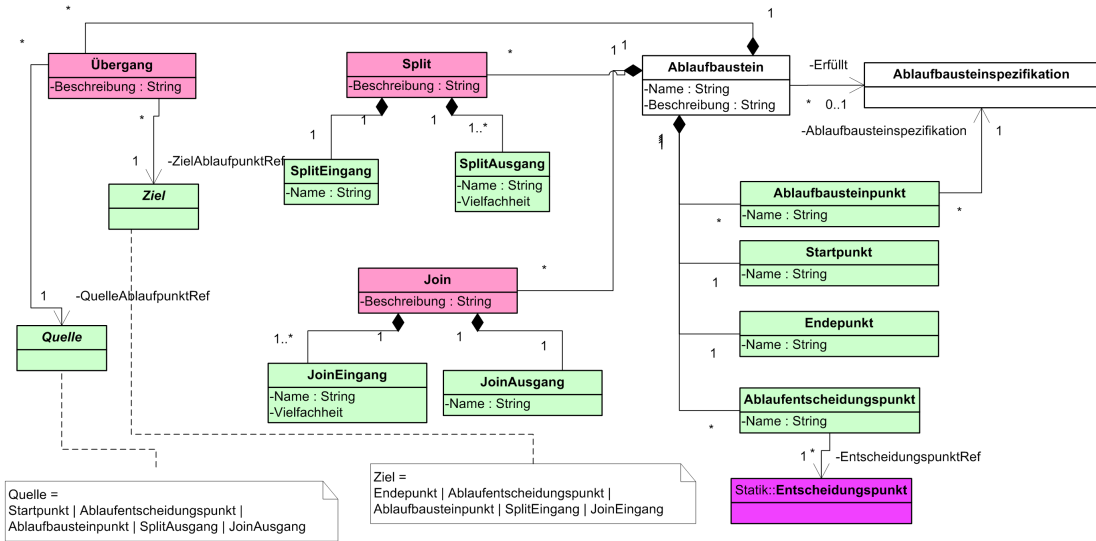 *
1
*
*
Übergang
-Beschreibung : String
Split
-Beschreibung : String
*
1
1
Ablaufbaustein
-Name : String
-Beschreibung : String
-Erfüllt
*
0..1
Ablaufbausteinspezifikation
-Ablaufbausteinspezifikation
1
*
1
-ZielAblaufpunktRef
Ziel
1
1
SplitEingang
-Name : String
1
1..*
SplitAusgang
-Name : String
-Vielfachheit
1
Ablaufbausteinpunkt
-Name : String
*
*
Startpunkt
-Name : String
1
Join
-Beschreibung : String
*
1
-QuelleAblaufpunktRef
Quelle
1..*
1
JoinEingang
-Name : String
-Vielfachheit
1
1
JoinAusgang
-Name : String
Endepunkt
-Name : String
1
Ablaufentscheidungspunkt
-Name : String
*
1
*
-EntscheidungspunktRef
Statik::Entscheidungspunkt
Quelle =
Startpunkt | Ablaufentscheidungspunkt |
Ablaufbausteinpunkt | SplitAusgang | JoinAusgang
Ziel =
Endepunkt | Ablaufentscheidungspunkt |
Ablaufbausteinpunkt | SplitEingang | JoinEingang